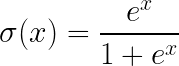 σ(x) = e^x / (1 + e^x)